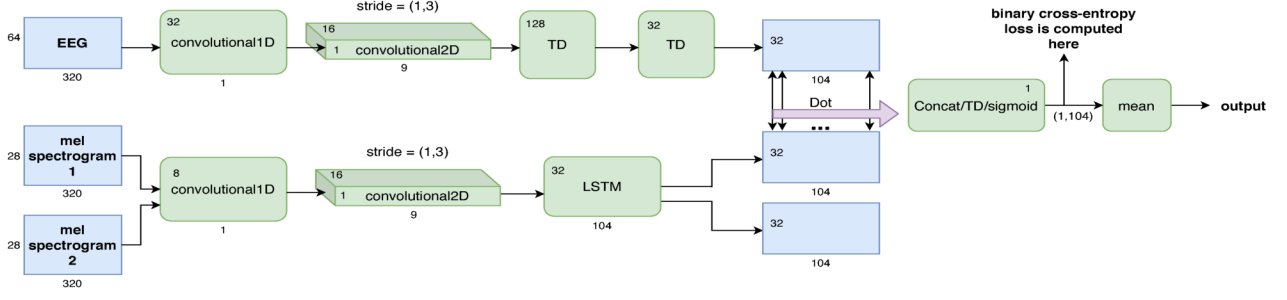 64
EEG
320
32
convolutional1D
1
stride = (1,3)
16
1
convolutional2D
9
128
TD
32
TD
32
104
Dot
...
28
mel
spectrogram
1
320
28
mel
spectrogram
2
320
8
convolutional1D
1
stride = (1,3)
16
1
convolutional2D
9
32
LSTM
104
32
104
32
104
binary cross-entropy
loss is computed
here
1
Concat/TD/sigmoid
(1,104)
mean
output